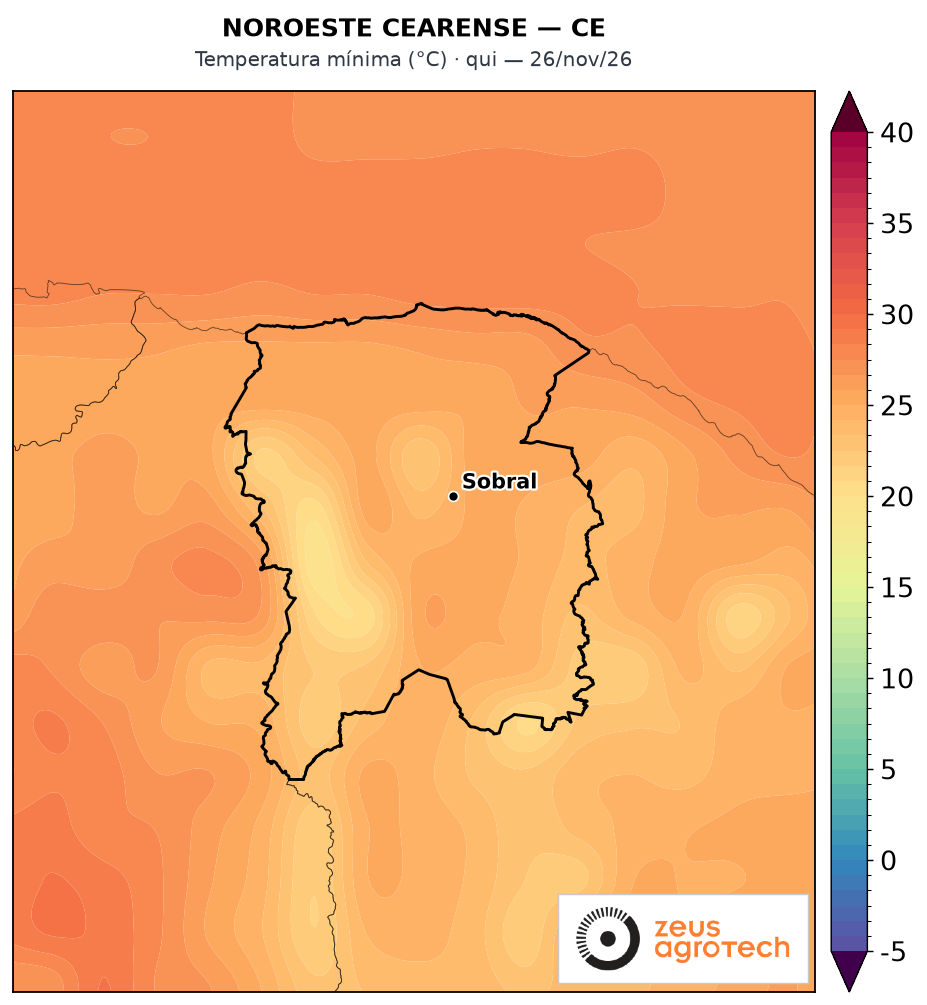 NOROESTE CEARENSE — CE
Temperatura mínima (°C) · qui — 26/nov/26
40
35
30
25
20
15
10
5
0
-5
Sobral
zeus
agrotech